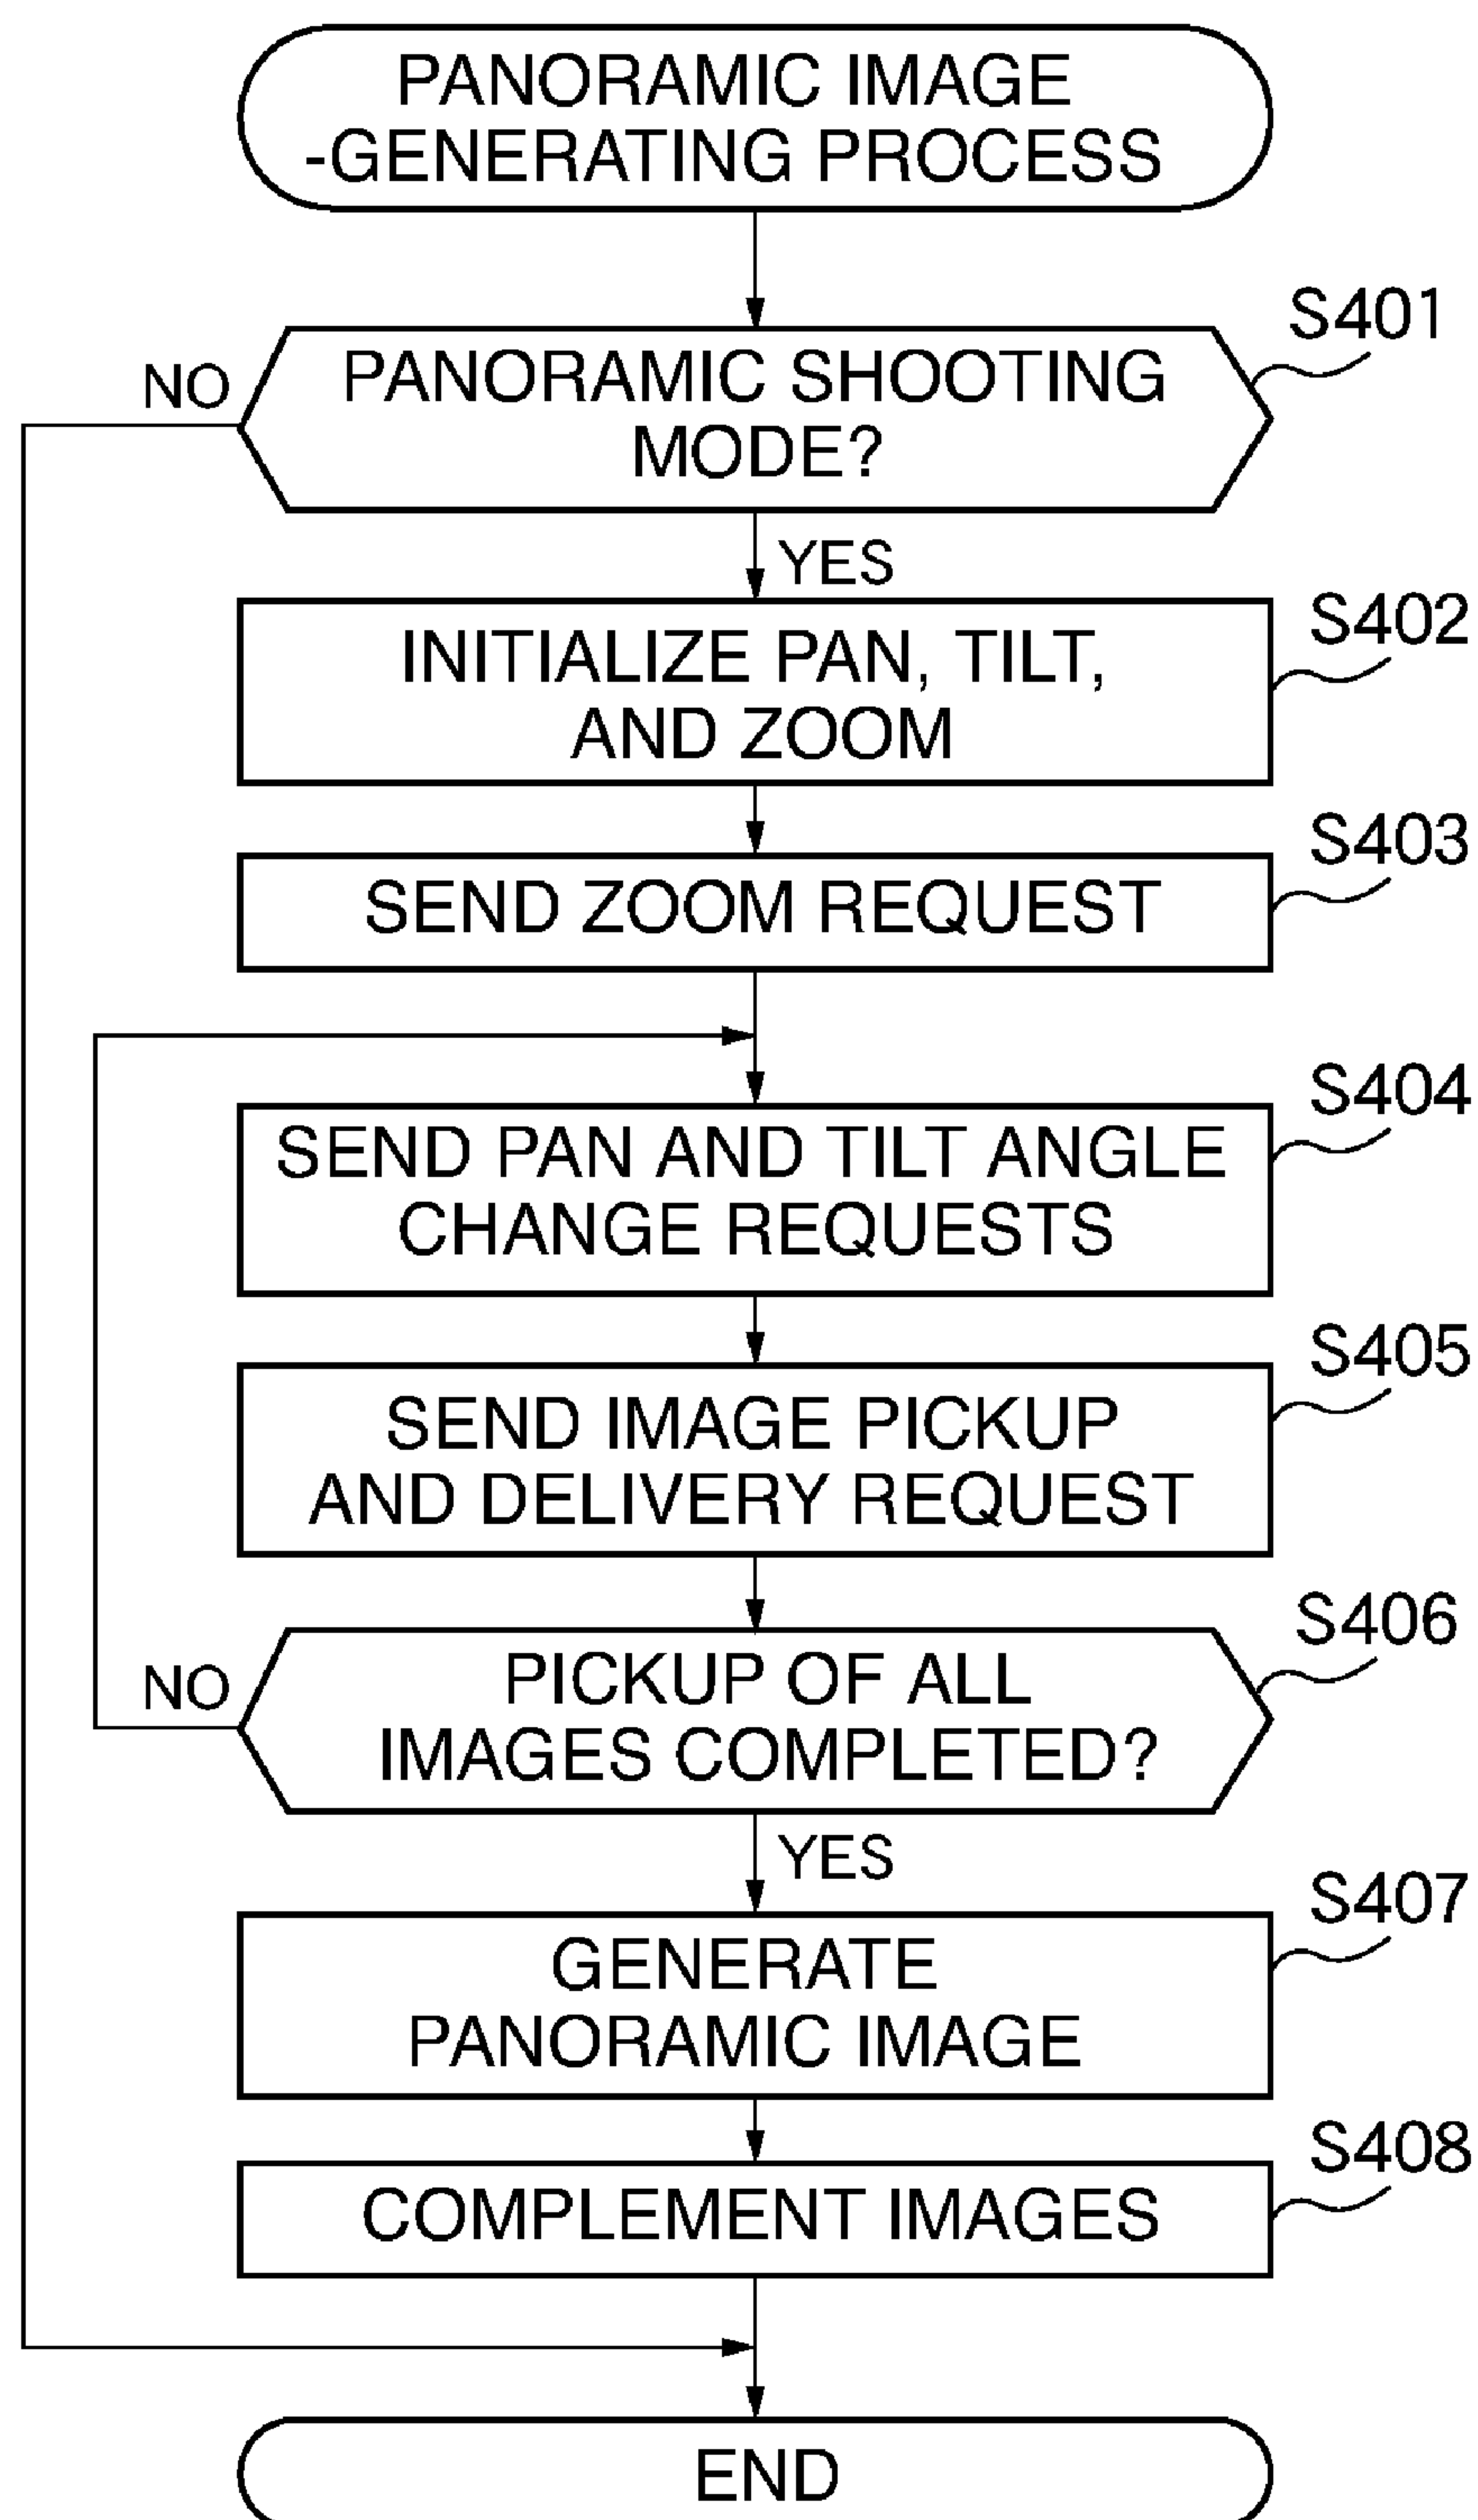 PANORAMIC IMAGE
-GENERATING PROCESS
S401
NO
PANORAMIC SHOOTING
MODE?
YES
S402
INITIALIZE PAN, TILT,
AND ZOOM
S403
SEND ZOOM REQUEST
S404
SEND PAN AND TILT ANGLE
CHANGE REQUESTS
S405
SEND IMAGE PICKUP
AND DELIVERY REQUEST
S406
NO
PICKUP OF ALL
IMAGES COMPLETED?
YES
S407
GENERATE
PANORAMIC IMAGE
S408
COMPLEMENT IMAGES
END